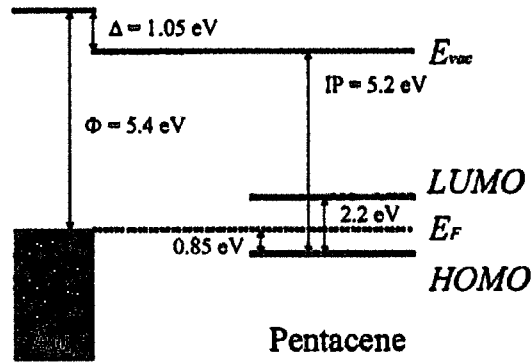 Δ = 1.05 eV
E_vac
IP = 5.2 eV
Φ = 5.4 eV
LUMO
2.2 eV
E_F
0.85 eV
HOMO
Pentacene